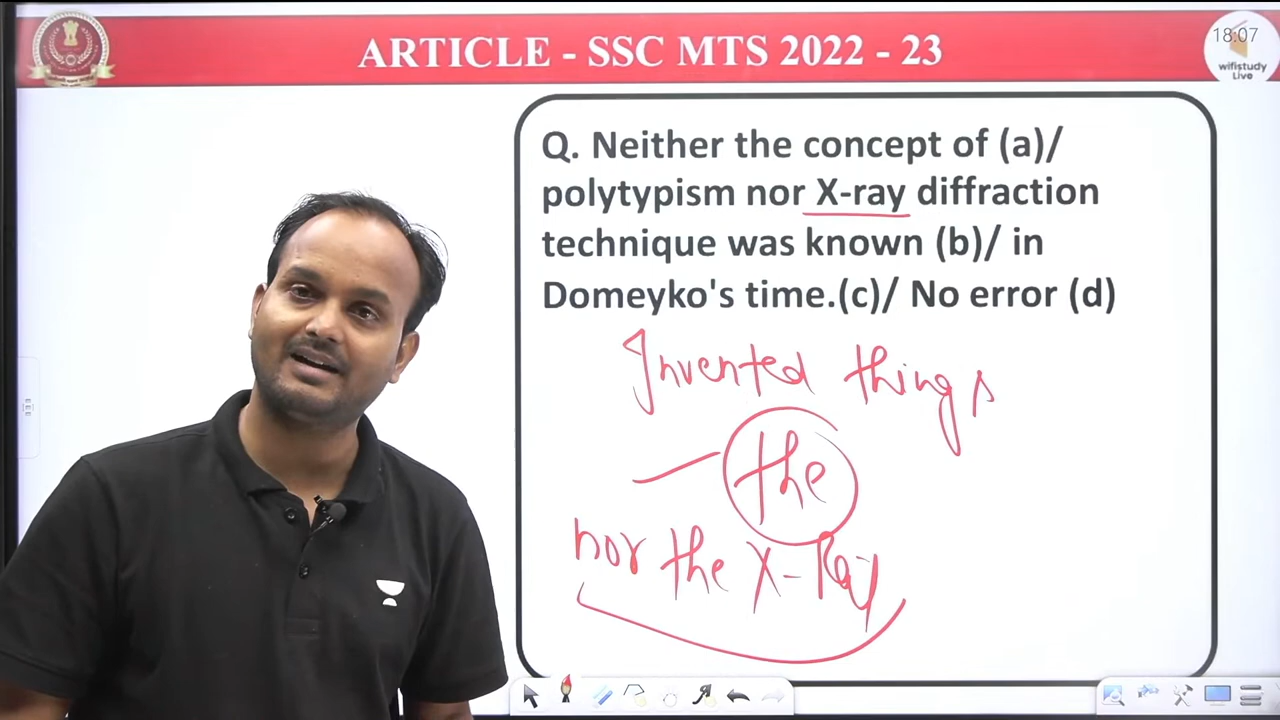 ARTICLE - SSC MTS 2022 - 23
18:07
wifistudy
Live
Q. Neither the concept of (a)/
polytypism nor X-ray diffraction
technique was known (b)/ in
Domeyko's time.(c)/ No error (d)
Invented things
the
nor the X-Ray